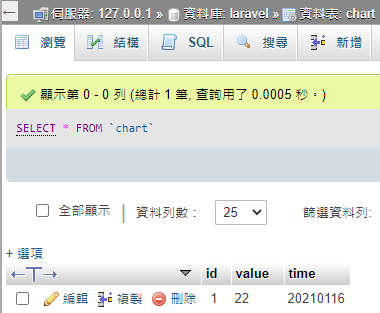 伺服器: 127.0.0.1 » 資料庫: laravel » 資料表: chart
瀏覽 結構 SQL 搜尋 新增
顯示第 0 - 0 列 (總計 1 筆, 查詢用了 0.0005 秒。)
SELECT * FROM `chart`
全部顯示 資料列數： 25 篩選資料列:
+ 選項
←T→ id value time
編輯 複製 刪除 1 22 20210116